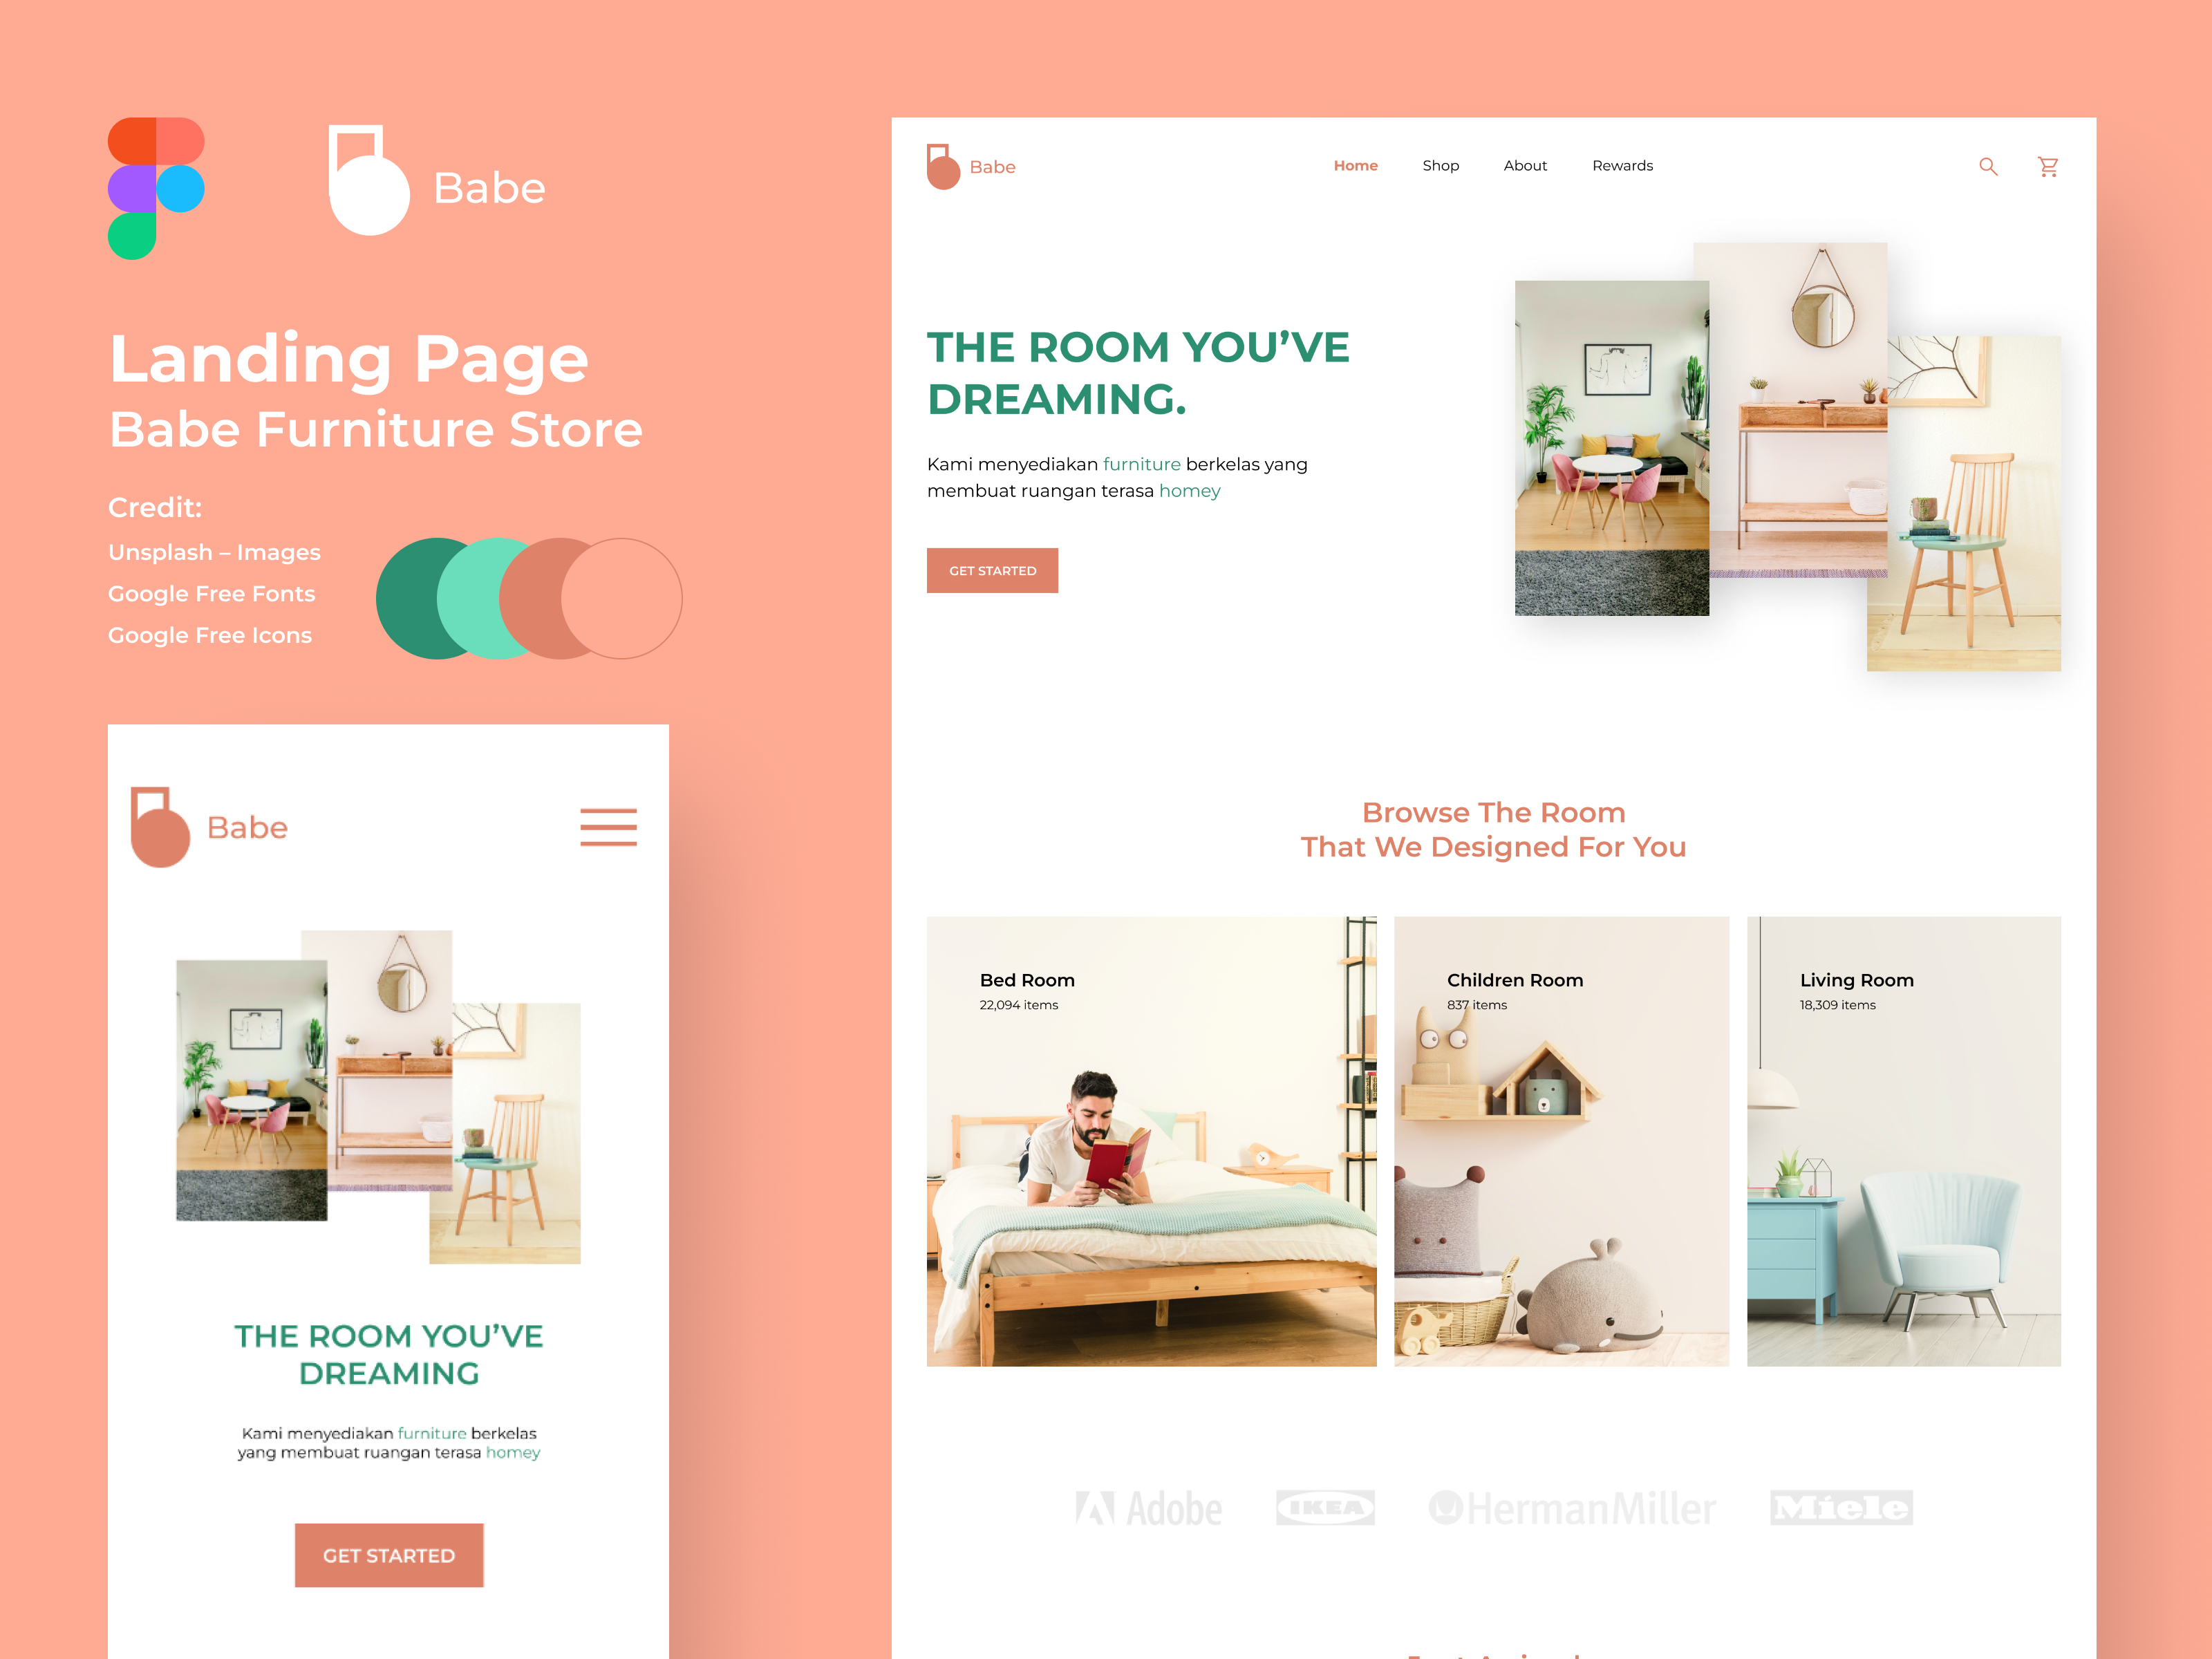 Babe
Landing Page
Babe Furniture Store
Credit:
Unsplash – Images
Google Free Fonts
Google Free Icons
Babe
THE ROOM YOU’VE
DREAMING
Kami menyediakan furniture berkelas
yang membuat ruangan terasa homey
GET STARTED
Babe
Home Shop About Rewards
THE ROOM YOU’VE
DREAMING.
Kami menyediakan furniture berkelas yang
membuat ruangan terasa homey
GET STARTED
Browse The Room
That We Designed For You
Bed Room
22,094 items
Children Room
837 items
Living Room
18,309 items
Adobe IKEA HermanMiller Miele